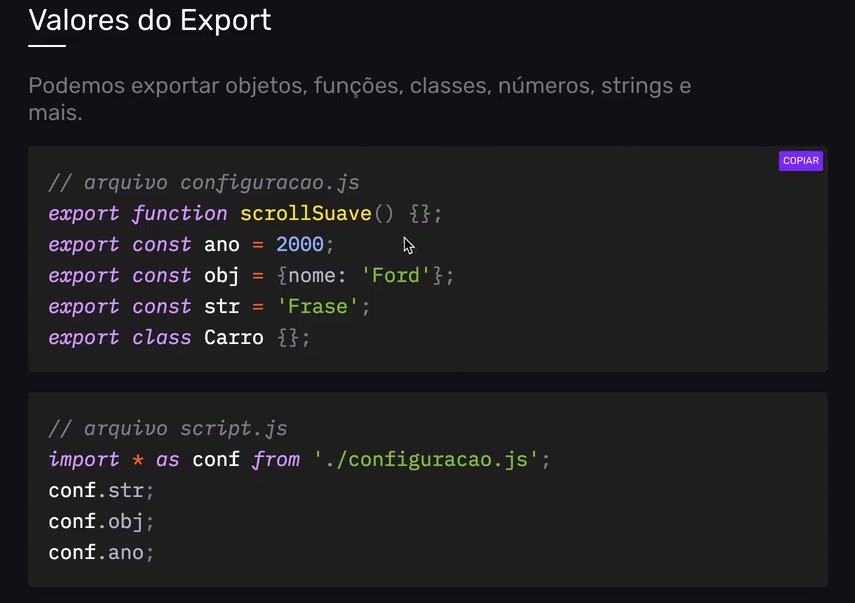 Valores do Export
Podemos exportar objetos, funções, classes, números, strings e
mais.
COPIAR
// arquivo configuracao.js
export function scrollSuave() {};
export const ano = 2000;
export const obj = {nome: 'Ford'};
export const str = 'Frase';
export class Carro {};
// arquivo script.js
import * as conf from './configuracao.js';
conf.str;
conf.obj;
conf.ano;